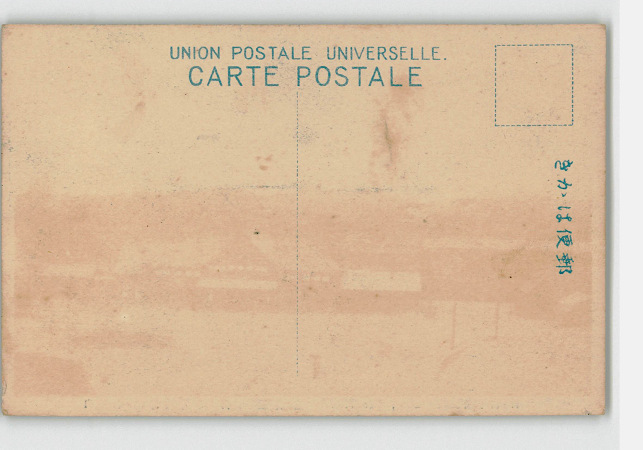 UNION POSTALE UNIVERSELLE.
CARTE POSTALE
きかは便郵